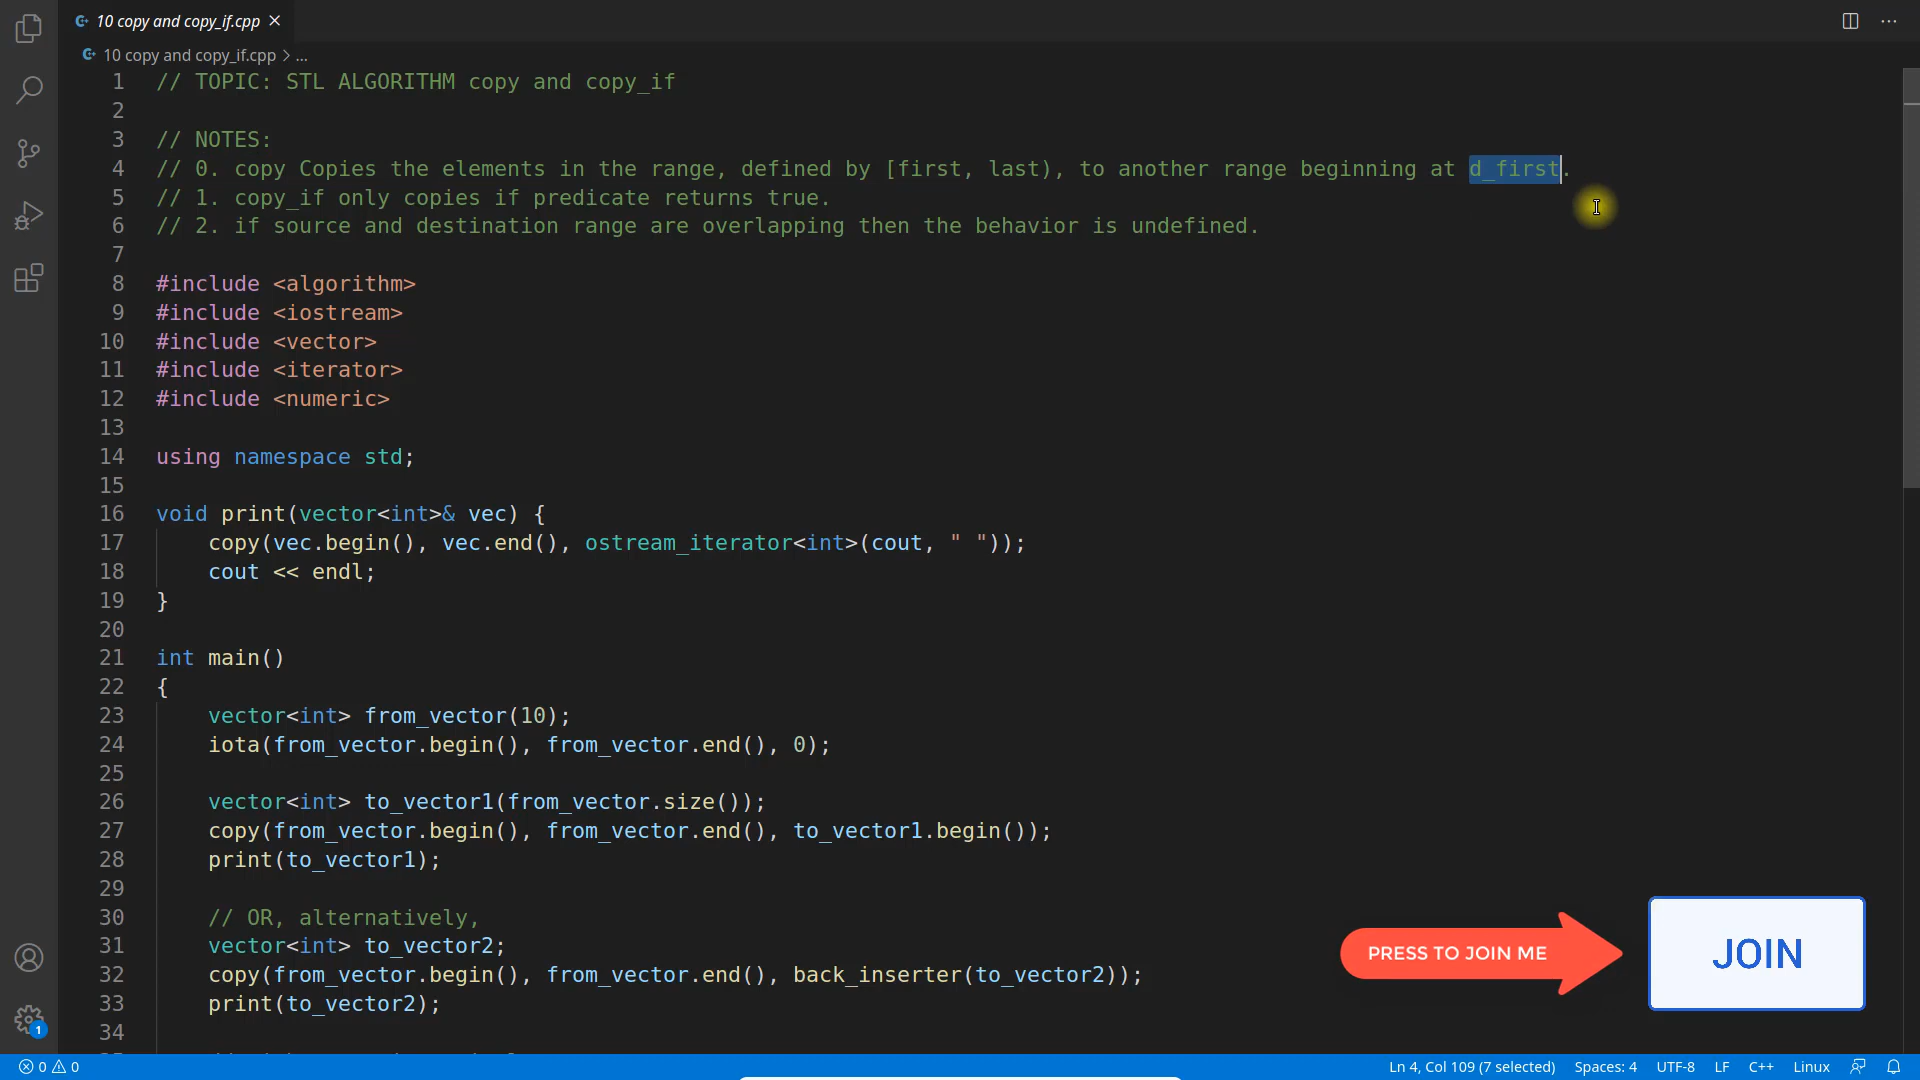 10 copy and copy_if.cpp
10 copy and copy_if.cpp > ...
1 // TOPIC: STL ALGORITHM copy and copy_if
2
3 // NOTES:
4 // 0. copy Copies the elements in the range, defined by [first, last), to another range beginning at d_first.
5 // 1. copy_if only copies if predicate returns true.
6 // 2. if source and destination range are overlapping then the behavior is undefined.
7
8 #include <algorithm>
9 #include <iostream>
10 #include <vector>
11 #include <iterator>
12 #include <numeric>
13
14 using namespace std;
15
16 void print(vector<int>& vec) {
17 copy(vec.begin(), vec.end(), ostream_iterator<int>(cout, " "));
18 cout << endl;
19 }
20
21 int main()
22 {
23 vector<int> from_vector(10);
24 iota(from_vector.begin(), from_vector.end(), 0);
25
26 vector<int> to_vector1(from_vector.size());
27 copy(from_vector.begin(), from_vector.end(), to_vector1.begin());
28 print(to_vector1);
29
30 // OR, alternatively,
31 vector<int> to_vector2;
32 copy(from_vector.begin(), from_vector.end(), back_inserter(to_vector2));
33 print(to_vector2);
34
PRESS TO JOIN ME
JOIN
1
0 0 Ln 4, Col 109 (7 selected) Spaces: 4 UTF-8 LF C++ Linux